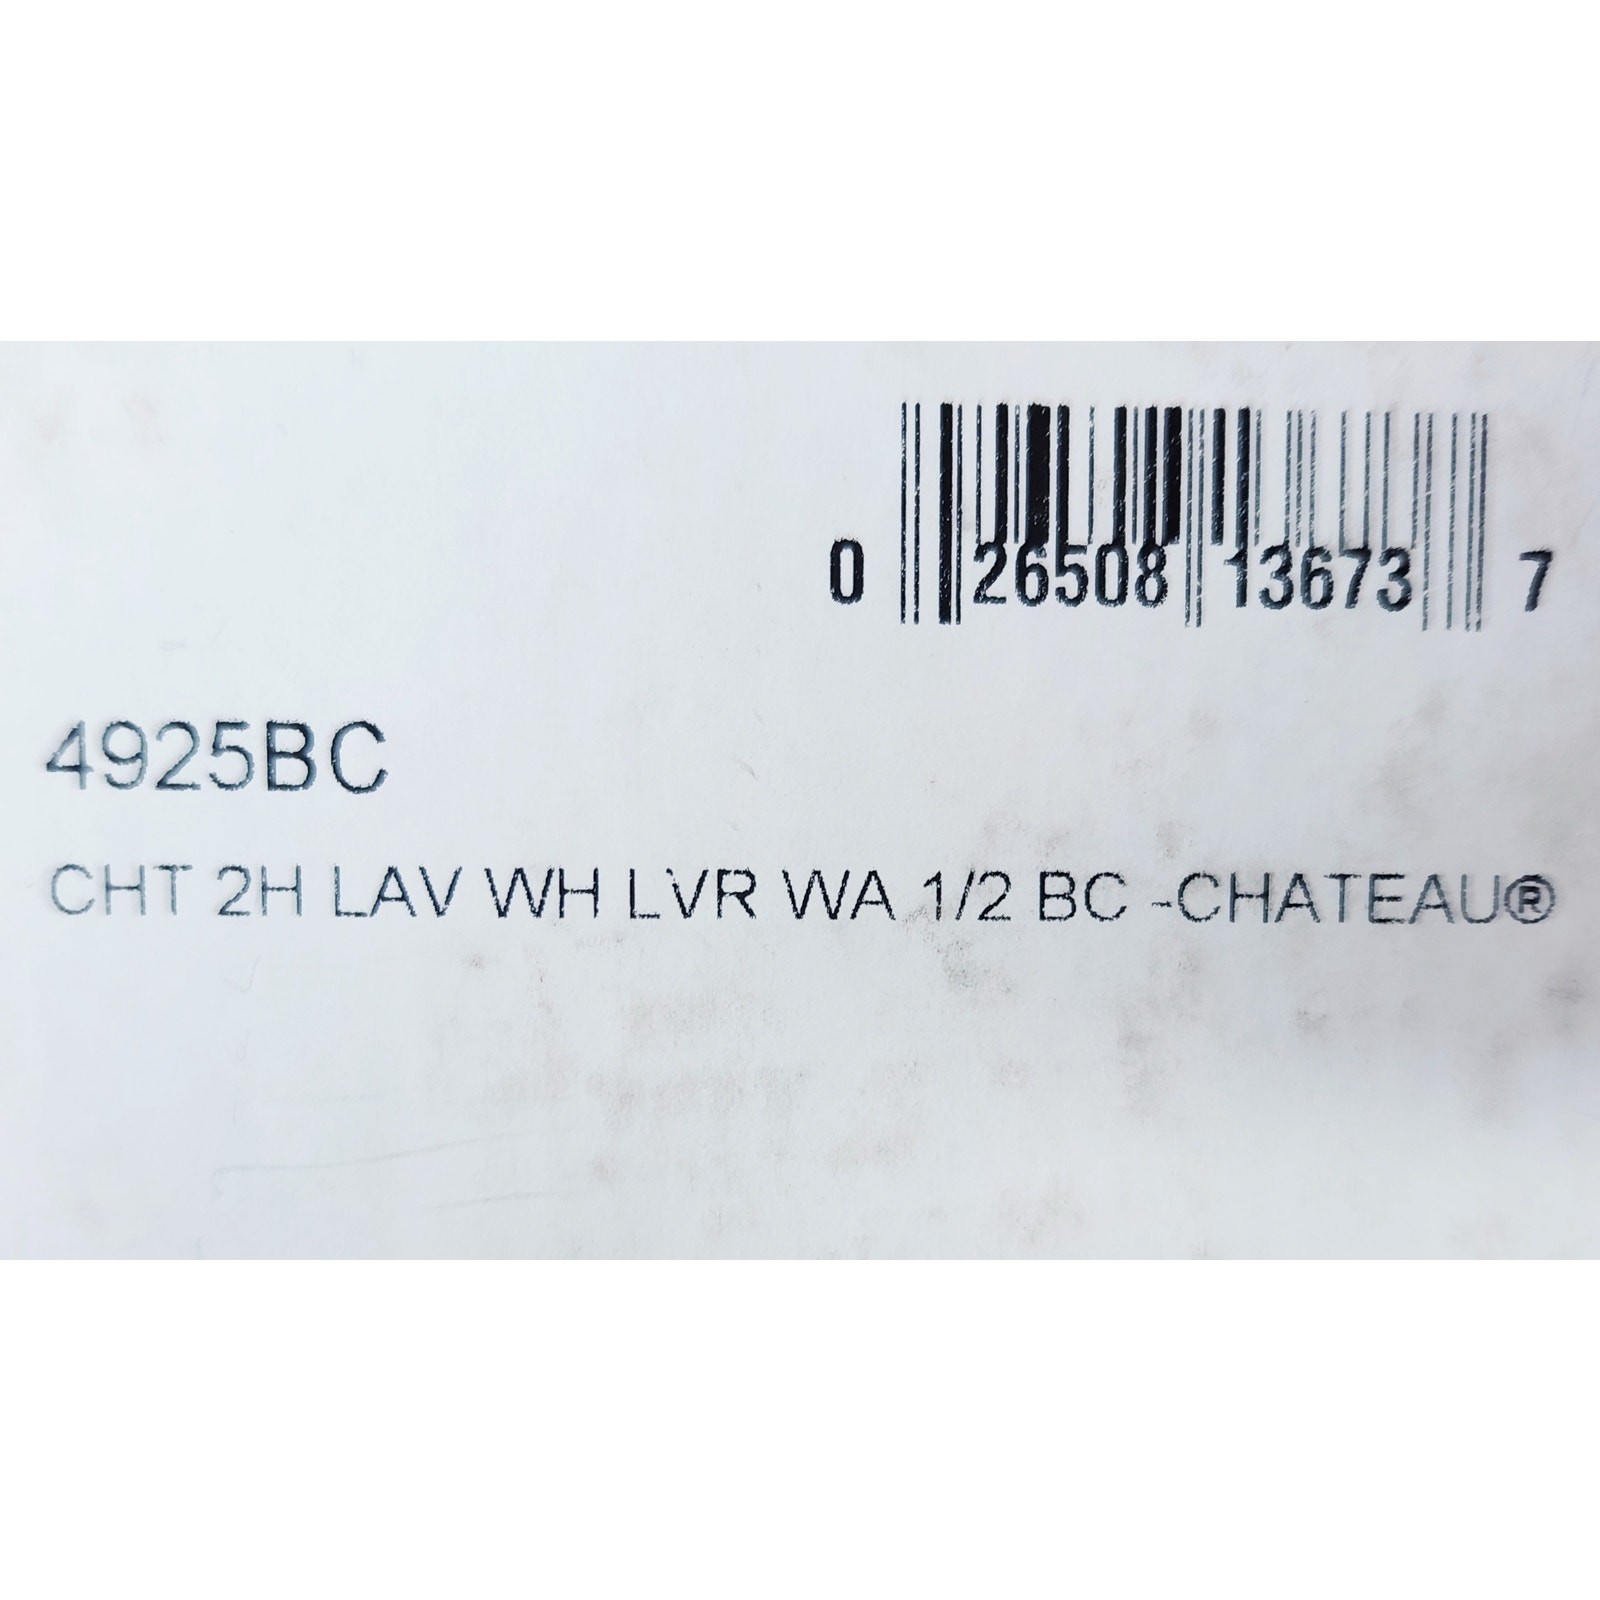 0 26508 13673 7
4925BC
CHT 2H LAV WH LVR WA 1/2 BC -CHATEAU®